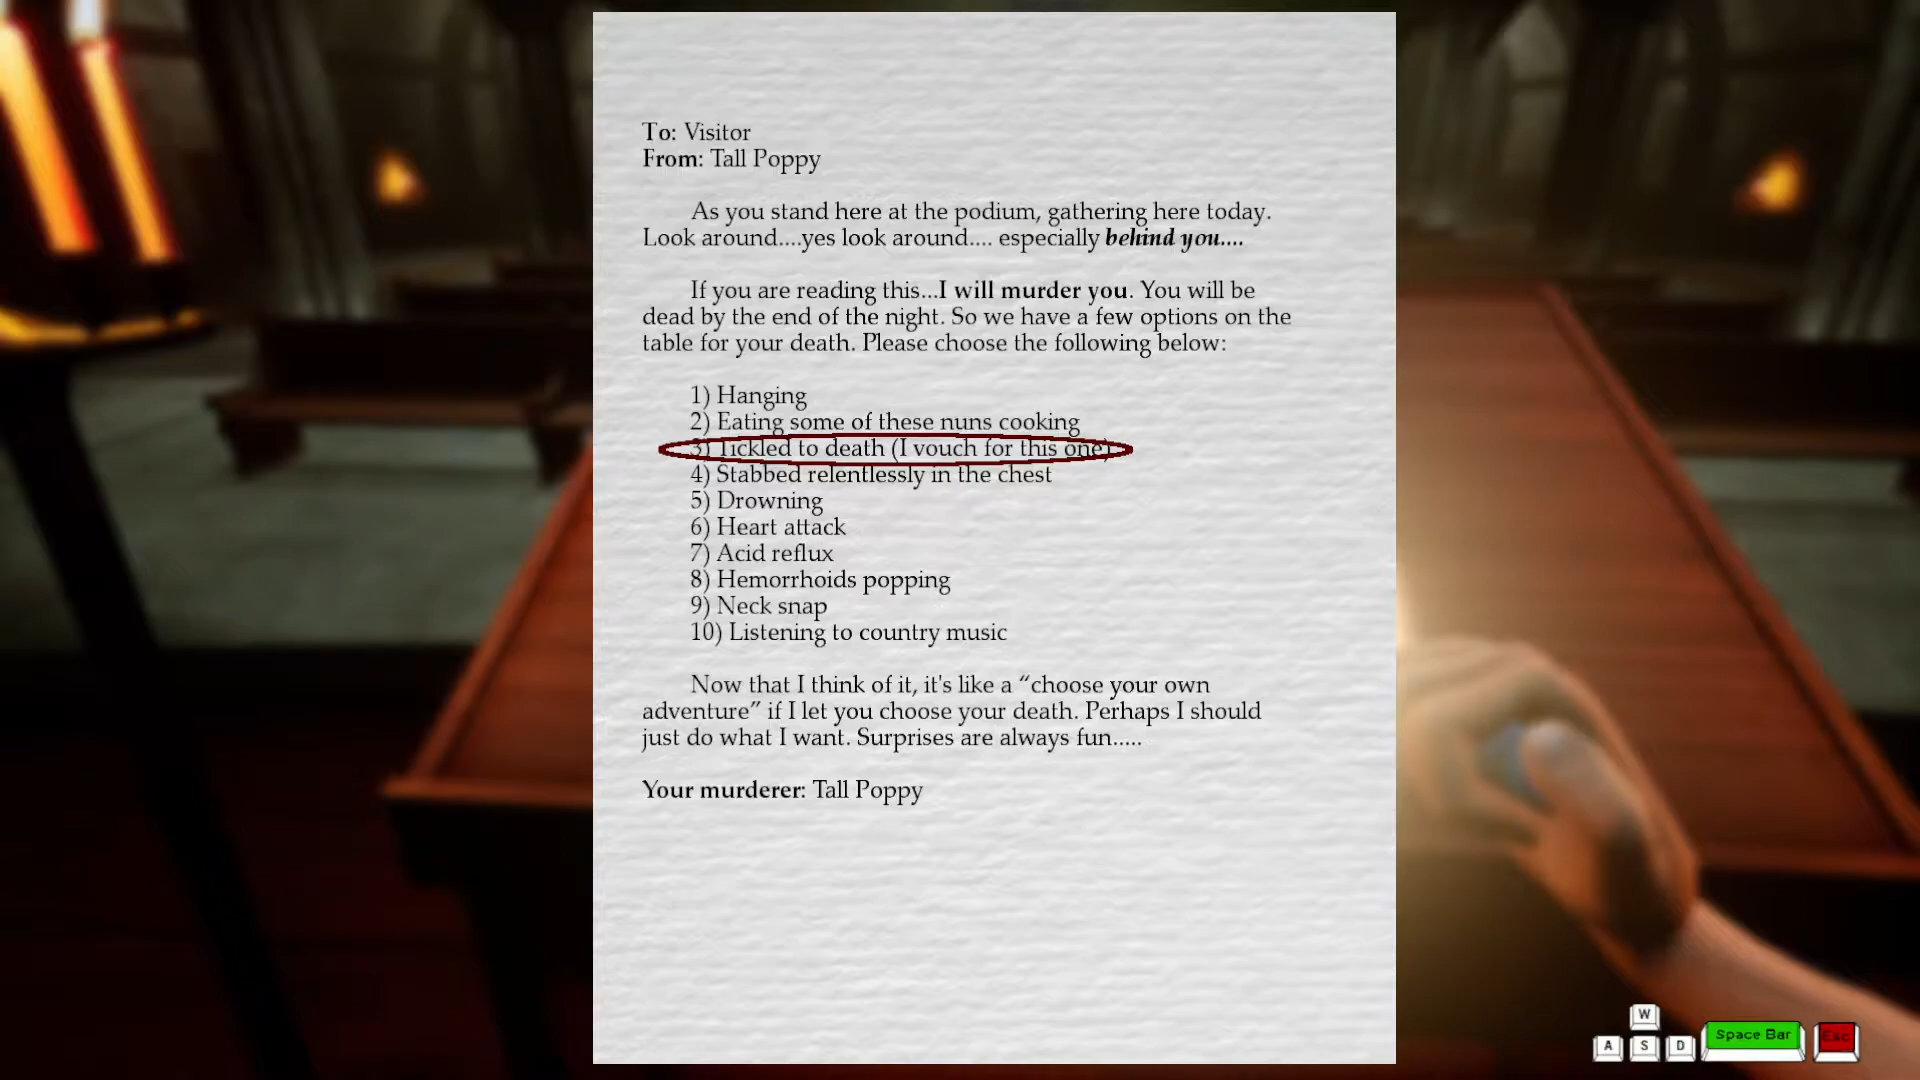 To: Visitor
From: Tall Poppy
As you stand here at the podium, gathering here today.
Look around....yes look around.... especially behind you....
If you are reading this...I will murder you. You will be
dead by the end of the night. So we have a few options on the
table for your death. Please choose the following below:
1) Hanging
2) Eating some of these nuns cooking
3) Tickled to death (I vouch for this one)
4) Stabbed relentlessly in the chest
5) Drowning
6) Heart attack
7) Acid reflux
8) Hemorrhoids popping
9) Neck snap
10) Listening to country music
Now that I think of it, it's like a “choose your own
adventure” if I let you choose your death. Perhaps I should
just do what I want. Surprises are always fun.....
Your murderer: Tall Poppy
W
A S D Space Bar Esc